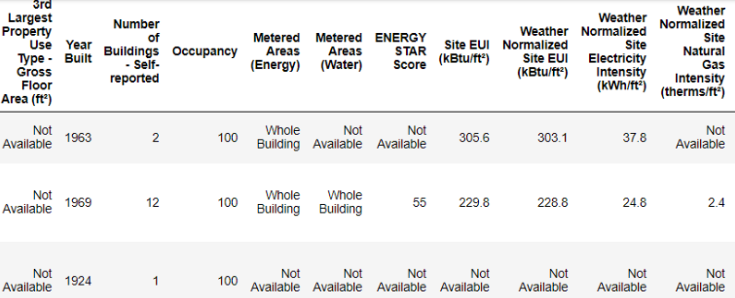 3rd
Largest
Property
Use
Type -
Gross
Floor
Area (ft²)
Year
Built
Number
of
Buildings
- Self-
reported
Occupancy
Metered
Areas
(Energy)
Metered
Areas
(Water)
ENERGY
STAR
Score
Site EUI
(kBtu/ft²)
Weather
Normalized
Site EUI
(kBtu/ft²)
Weather
Normalized
Site
Electricity
Intensity
(kWh/ft²)
Weather
Normalized
Site
Natural
Gas
Intensity
(therms/ft²)
Not Available 1963 2 100 Whole Building Not Available Not Available 305.6 303.1 37.8 Not Available
Not Available 1969 12 100 Whole Building Whole Building 55 229.8 228.8 24.8 2.4
Not Available 1924 1 100 Not Available Not Available Not Available Not Available Not Available Not Available Not Available